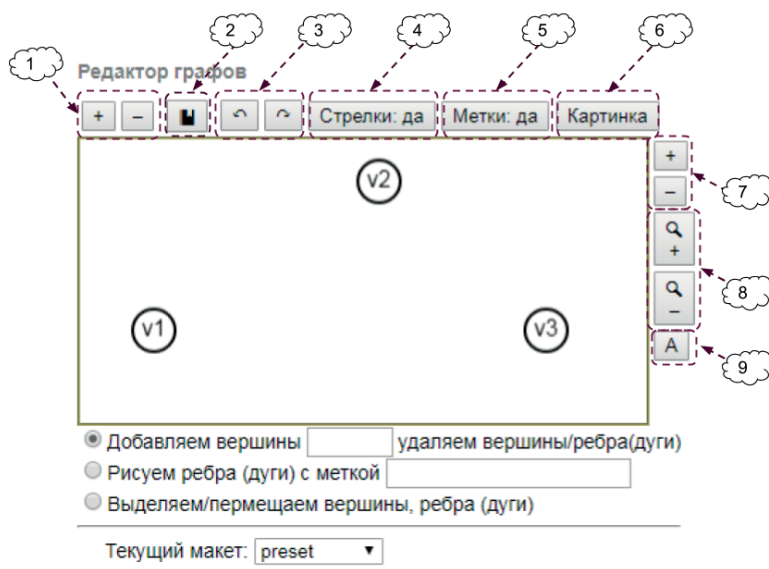 1 2 3 4 5 6
Редактор графов
+ – Стрелки: да Метки: да Картинка
+
–
7
v2
+
8
v1 v3
–
A
9
Добавляем вершины удаляем вершины/ребра(дуги)
Рисуем ребра (дуги) с меткой
Выделяем/пермещаем вершины, ребра (дуги)
Текущий макет: preset